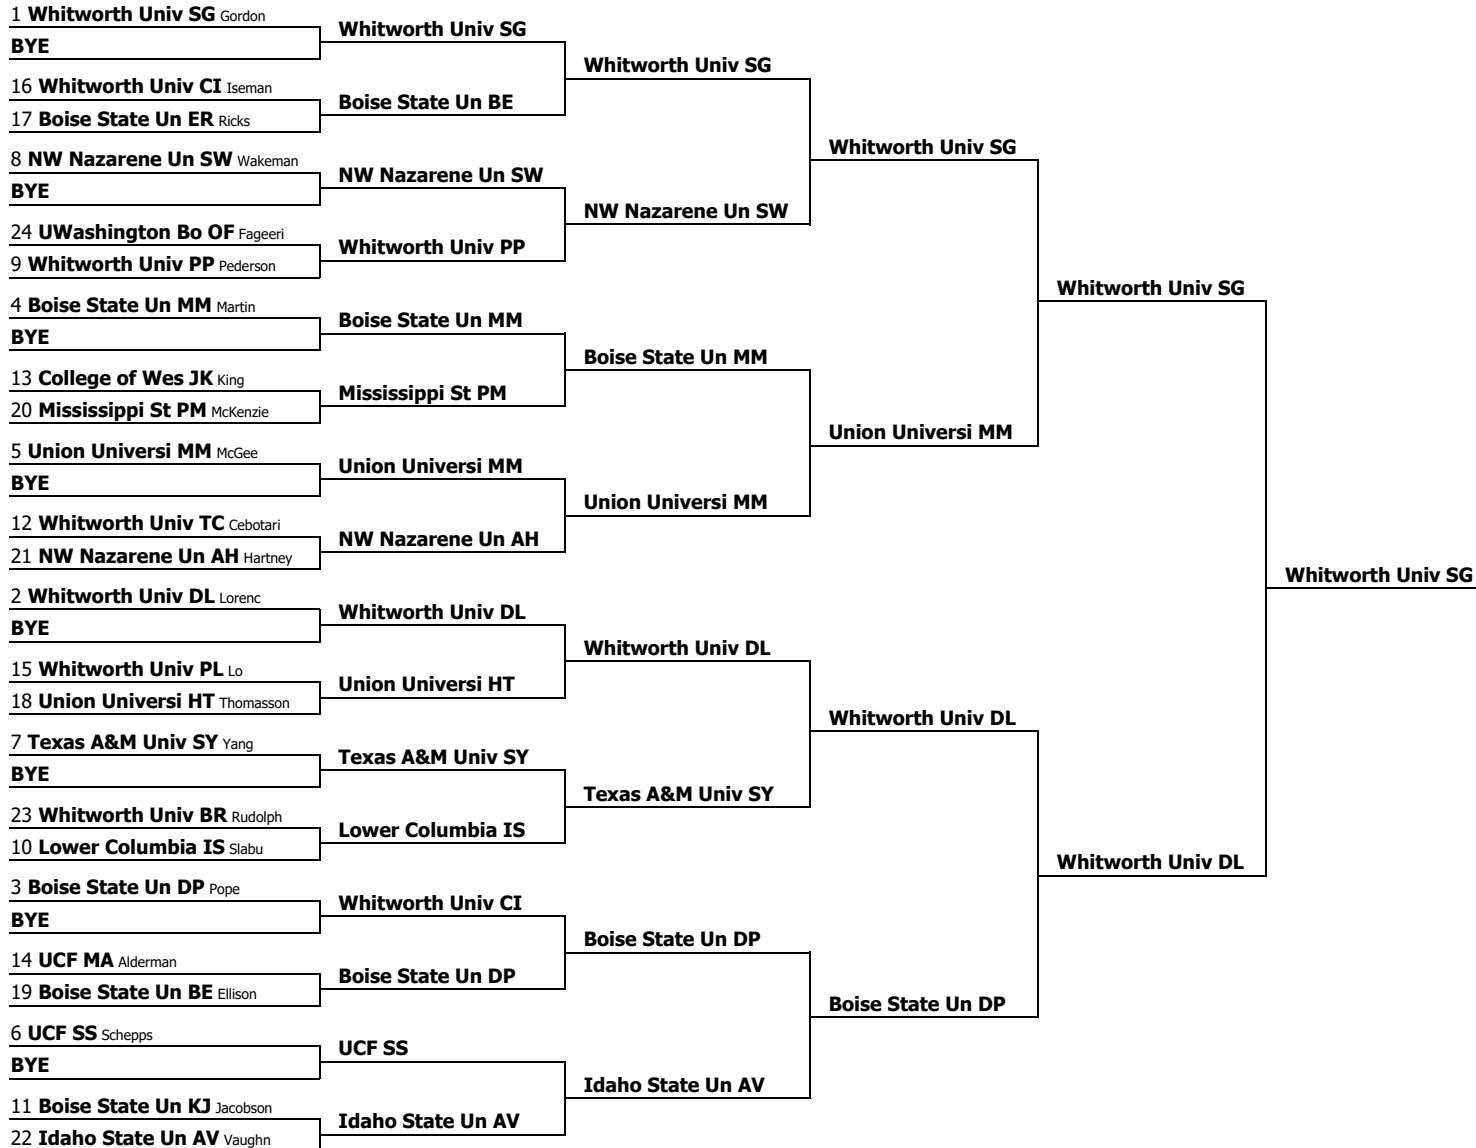 1 Whitworth Univ SG Gordon
BYE
16 Whitworth Univ CI Iseman
17 Boise State Un ER Ricks
8 NW Nazarene Un SW Wakeman
BYE
24 UWashington Bo OF Fageeri
9 Whitworth Univ PP Pederson
4 Boise State Un MM Martin
BYE
13 College of Wes JK King
20 Mississippi St PM McKenzie
5 Union Universi MM McGee
BYE
12 Whitworth Univ TC Cebotari
21 NW Nazarene Un AH Hartney
2 Whitworth Univ DL Lorenc
BYE
15 Whitworth Univ PL Lo
18 Union Universi HT Thomasson
7 Texas A&M Univ SY Yang
BYE
23 Whitworth Univ BR Rudolph
10 Lower Columbia IS Slabu
3 Boise State Un DP Pope
BYE
14 UCF MA Alderman
19 Boise State Un BE Ellison
6 UCF SS Schepps
BYE
11 Boise State Un KJ Jacobson
22 Idaho State Un AV Vaughn
Whitworth Univ SG
Boise State Un BE
NW Nazarene Un SW
Whitworth Univ PP
Boise State Un MM
Mississippi St PM
Union Universi MM
NW Nazarene Un AH
Whitworth Univ DL
Union Universi HT
Texas A&M Univ SY
Lower Columbia IS
Whitworth Univ CI
Boise State Un DP
UCF SS
Idaho State Un AV
Whitworth Univ SG
NW Nazarene Un SW
Boise State Un MM
Union Universi MM
Whitworth Univ DL
Texas A&M Univ SY
Boise State Un DP
Idaho State Un AV
Whitworth Univ SG
Union Universi MM
Whitworth Univ DL
Boise State Un DP
Whitworth Univ SG
Whitworth Univ DL
Whitworth Univ SG